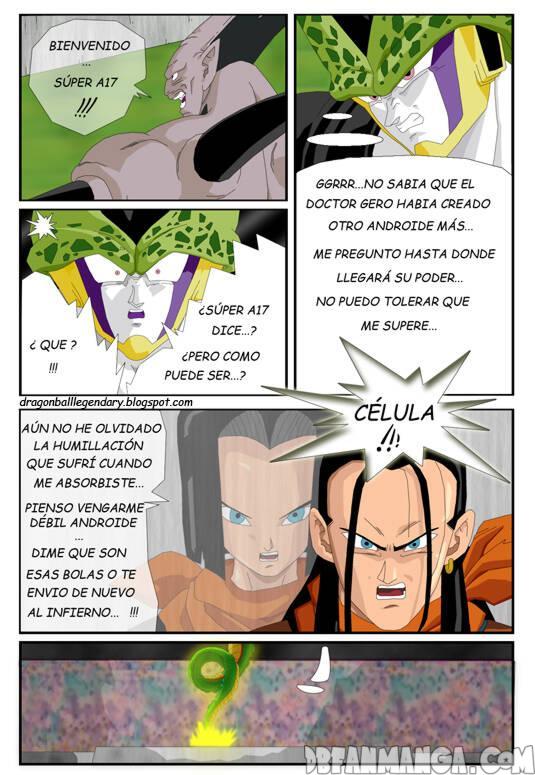 BIENVENIDO
...
SÚPER A17
!!!
GGRRR...NO SABIA QUE EL
DOCTOR GERO HABIA CREADO
OTRO ANDROIDE MÁS...
ME PREGUNTO HASTA DONDE
LLEGARÁ SU PODER...
NO PUEDO TOLERAR QUE
ME SUPERE...
¿ QUE ?
!!!
¿SÚPER A17
DICE...?
¿PERO COMO
PUEDE SER...?
dragonballlegendary.blogspot.com
CÉLULA
!!!
AÚN NO HE OLVIDADO
LA HUMILLACIÓN
QUE SUFRÍ CUANDO
ME ABSORBISTE...
PIENSO VENGARME
DÉBIL ANDROIDE
...
DIME QUE SON
ESAS BOLAS O TE
ENVIO DE NUEVO
AL INFIERNO... !!!
DBFANMANGA.COM